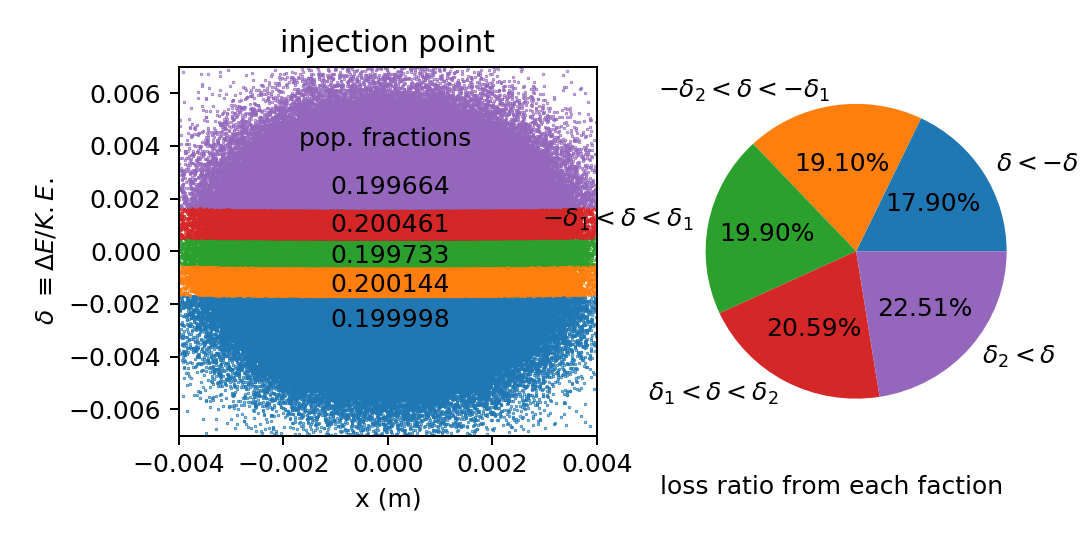 injection point
δ ≡ ΔE/K.E.
0.006
0.004
0.002
0.000
−0.002
−0.004
−0.006
pop. fractions
0.199664
0.200461
0.199733
0.200144
0.199998
−0.004 −0.002 0.000 0.002 0.004
x (m)
−δ₂ < δ < −δ₁
δ < −δ
−δ₁ < δ < δ₁
δ₁ < δ < δ₂
δ₂ < δ
19.10%
17.90%
19.90%
20.59%
22.51%
loss ratio from each faction